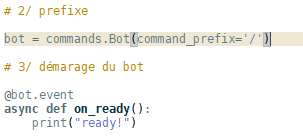 # 2/ prefixe
bot = commands.Bot(command_prefix='/')
# 3/ démarage du bot
@bot.event
async def on_ready():
    print("ready!")